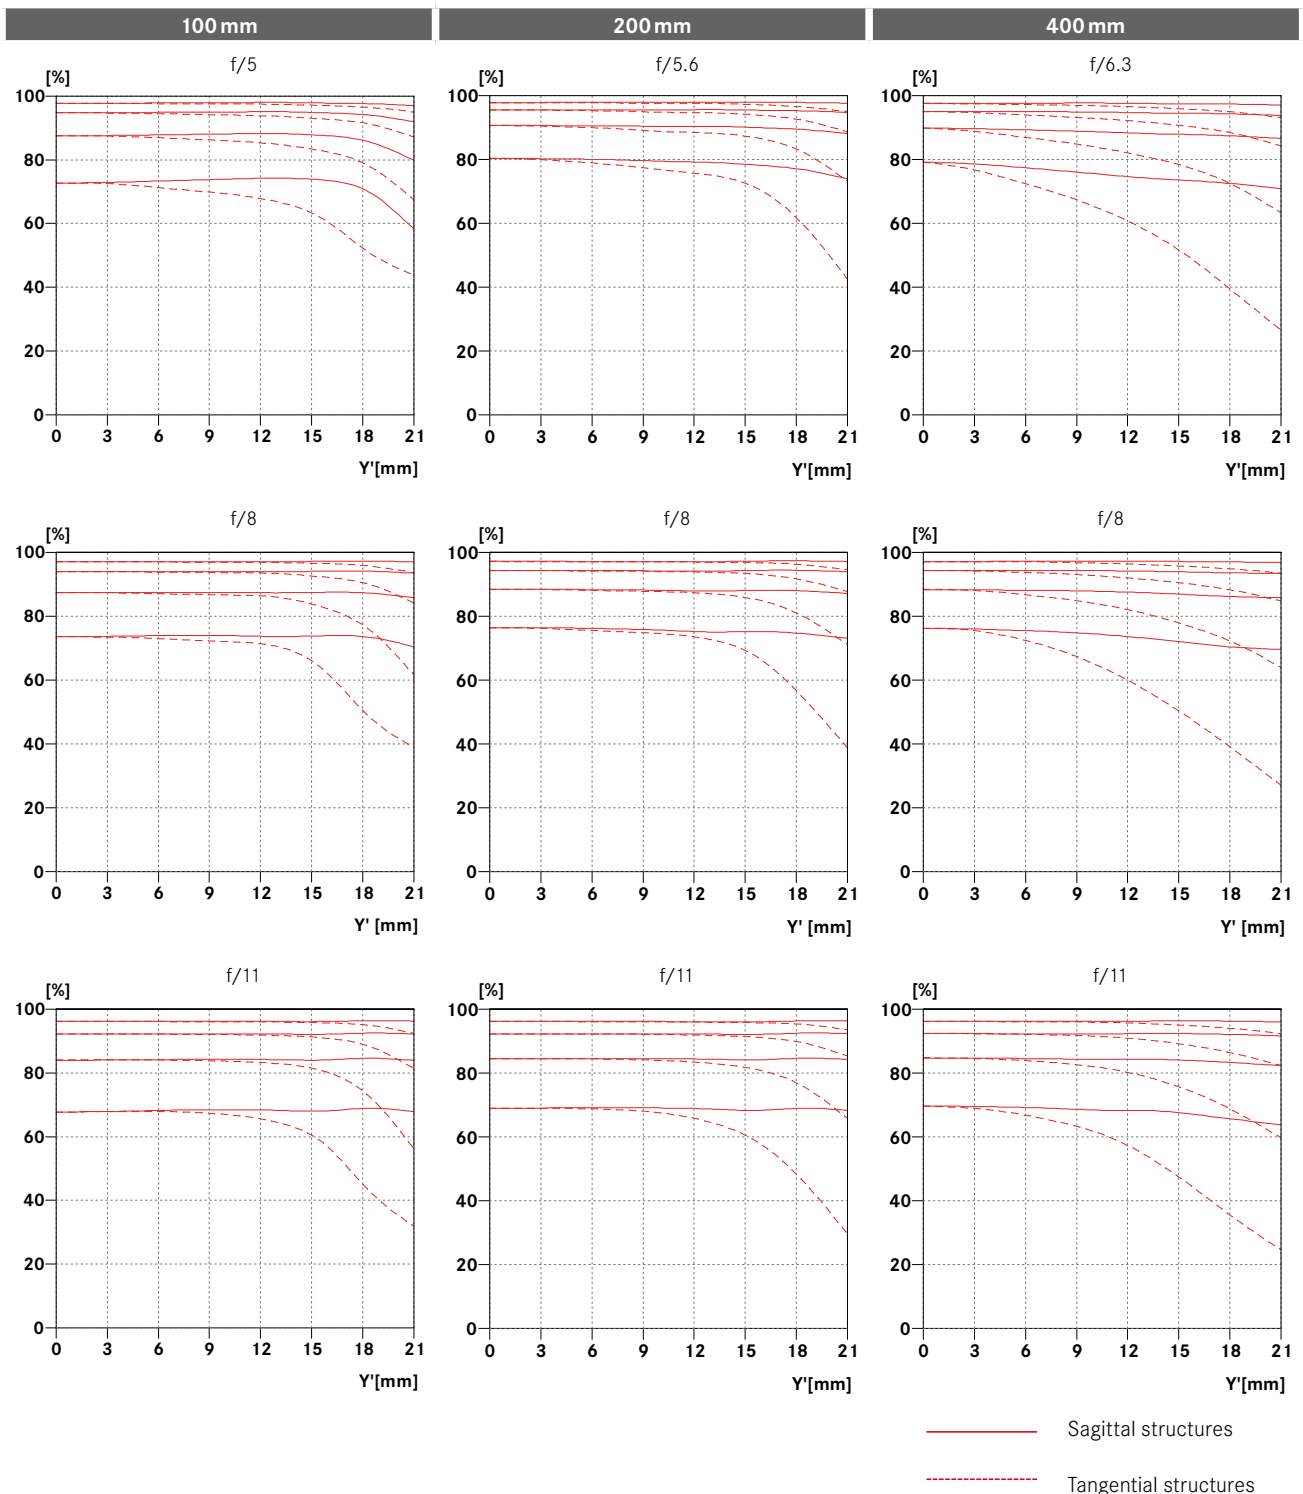 100 mm 200 mm 400 mm
f/5 f/5.6 f/6.3
[%] [%] [%]
100 100 100
80 80 80
60 60 60
40 40 40
20 20 20
0 0 0
0 3 6 9 12 15 18 21 0 3 6 9 12 15 18 21 0 3 6 9 12 15 18 21
Y'[mm] Y'[mm] Y'[mm]
f/8 f/8 f/8
[%] [%] [%]
100 100 100
80 80 80
60 60 60
40 40 40
20 20 20
0 0 0
0 3 6 9 12 15 18 21 0 3 6 9 12 15 18 21 0 3 6 9 12 15 18 21
Y' [mm] Y' [mm] Y' [mm]
f/11 f/11 f/11
[%] [%] [%]
100 100 100
80 80 80
60 60 60
40 40 40
20 20 20
0 0 0
0 3 6 9 12 15 18 21 0 3 6 9 12 15 18 21 0 3 6 9 12 15 18 21
Y'[mm] Y'[mm] Y'[mm]
Sagittal structures
Tangential structures